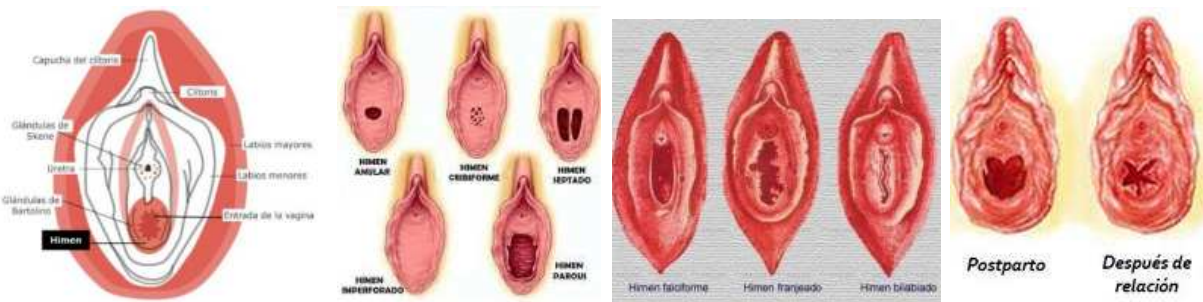 Capucha del clítoris
Clítoris
Glándulas de
Skene
Labios mayores
Uretra
Labios menores
Glándulas de
Bartolino
Entrada de la vagina
Himen
HIMEN
ANULAR
HIMEN
CRIBIFORME
HIMEN
SEPTADO
HIMEN
IMPERFORADO
HIMEN
PAROUI
Himen falciforme
Himen franjeado
Himen bilabiado
Postparto
Después de
relación